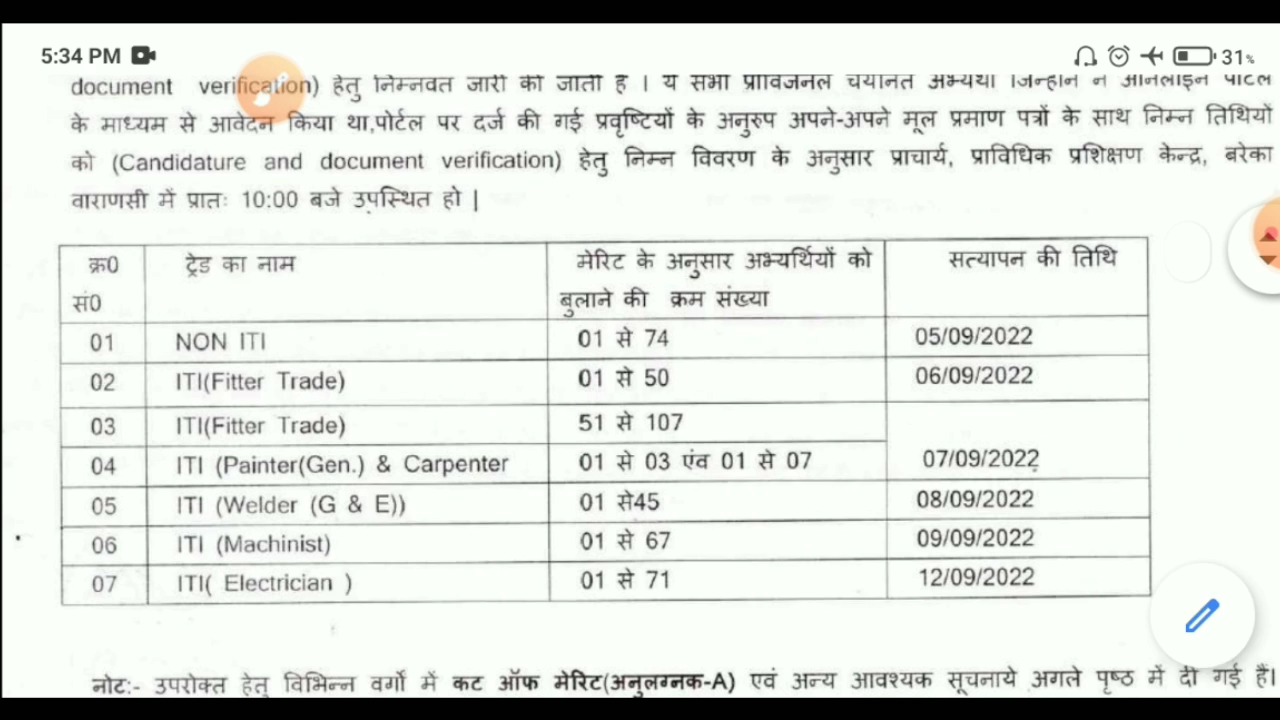 5:34 PM 31%
document verification) हेतु निम्नवत जारी की जाती है । ये सभी प्राविजनल चयनित अभ्यर्थी जिन्होंने ने ऑनलाइन पोर्टल
के माध्यम से आवेदन किया था,पोर्टल पर दर्ज की गई प्रवृष्टियों के अनुरुप अपने-अपने मूल प्रमाण पत्रों के साथ निम्न तिथियों
को (Candidature and document verification) हेतु निम्न विवरण के अनुसार प्राचार्य, प्राविधिक प्रशिक्षण केन्द्र, बरेका
वाराणसी में प्रातः 10:00 बजे उपस्थित हो |
क्र0 ट्रेड का नाम मेरिट के अनुसार अभ्यर्थियों को सत्यापन की तिथि
सं0 बुलाने की क्रम संख्या
01 NON ITI 01 से 74 05/09/2022
02 ITI(Fitter Trade) 01 से 50 06/09/2022
03 ITI(Fitter Trade) 51 से 107
04 ITI (Painter(Gen.) & Carpenter 01 से 03 एंव 01 से 07 07/09/2022
05 ITI (Welder (G & E)) 01 से45 08/09/2022
06 ITI (Machinist) 01 से 67 09/09/2022
07 ITI( Electrician ) 01 से 71 12/09/2022
नोट:- उपरोक्त हेतु विभिन्न वर्गो में कट ऑफ मेरिट(अनुलग्नक-A) एवं अन्य आवश्यक सूचनाये अगले पृष्ठ में दी गई हैं।